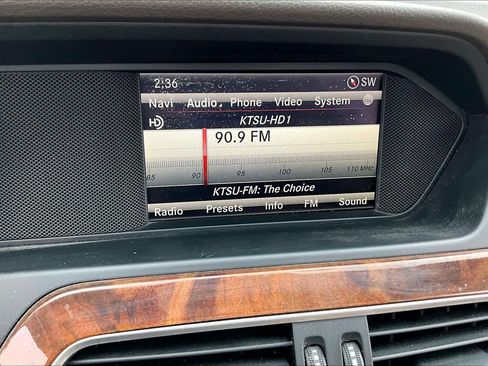 2:36 SW
Navi Audio Phone Video System
HD KTSU-HD1
90.9 FM
85 90 95 100 105 110 MHz
KTSU-FM: The Choice
Radio Presets Info FM Sound